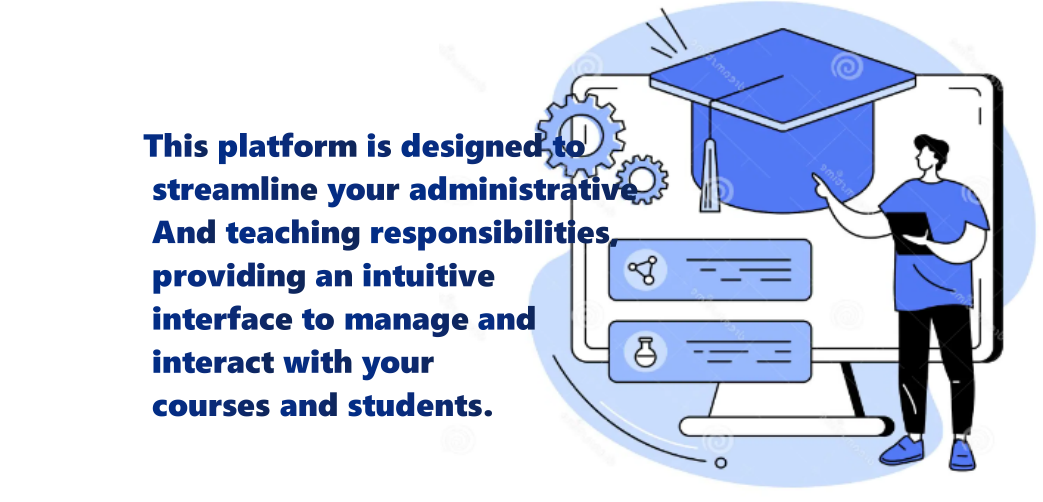 This platform is designed to
streamline your administrative
And teaching responsibilities,
providing an intuitive
interface to manage and
interact with your
courses and students.